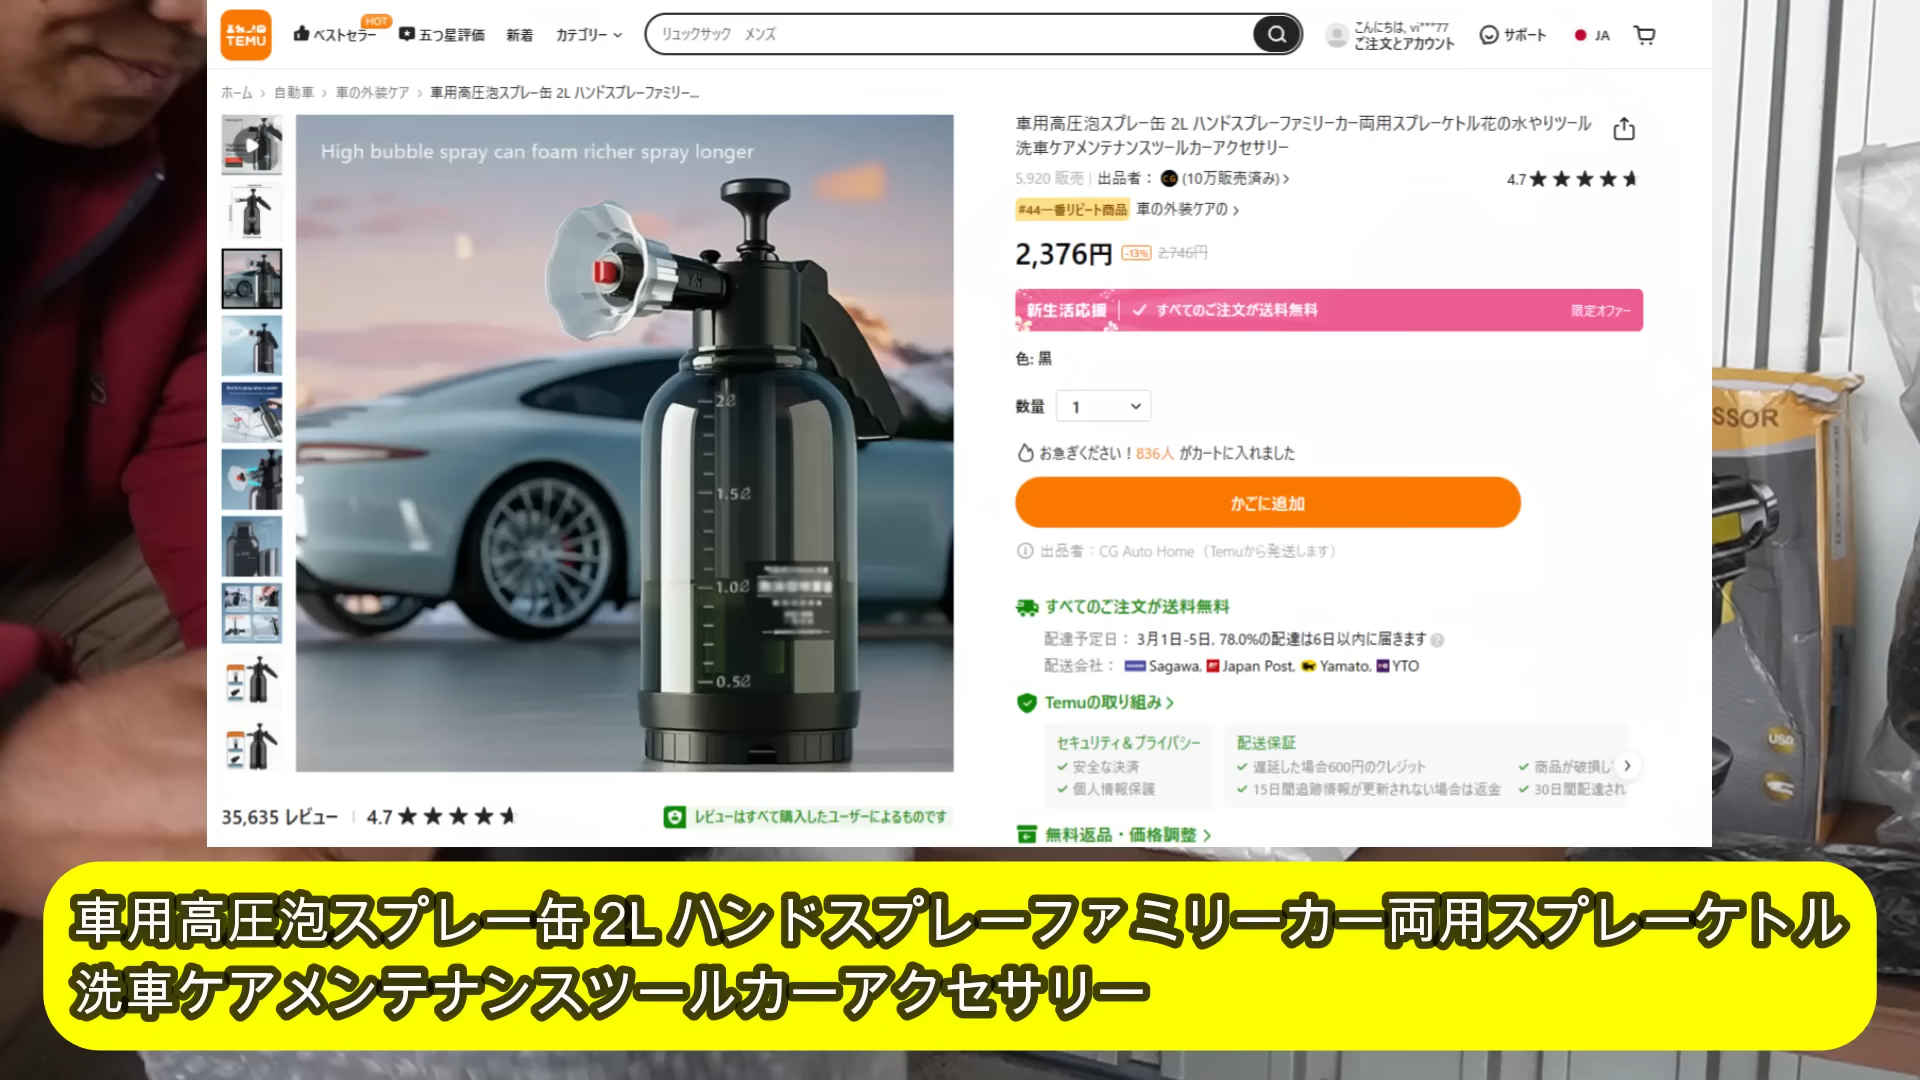 TEMU
ベストセラー
HOT
五つ星評価
新着
カテゴリー
リュックサック メンズ
こんにちは, vi***77
ご注文とアカウント
サポート
JA
ホーム › 自動車 › 車の外装ケア › 車用高圧泡スプレー缶 2L ハンドスプレーファミリー...
High bubble spray can foam richer spray longer
2ℓ
1.5ℓ
1.0ℓ
0.5ℓ
35,635 レビュー | 4.7
レビューはすべて購入したユーザーによるものです
車用高圧泡スプレー缶 2L ハンドスプレーファミリーカー両用スプレーケトル花の水やりツール
洗車ケアメンテナンスツールカーアクセサリー
5,920 販売 | 出品者： CG (10万販売済み) ›
4.7
#44一番リピート商品 車の外装ケアの ›
2,376円 -13% 2,746円
新生活応援 すべてのご注文が送料無料 限定オファー
色: 黒
数量 1
お急ぎください！836人 がカートに入れました
かごに追加
出品者：CG Auto Home（Temuから発送します）
すべてのご注文が送料無料
配達予定日： 3月1日-5日, 78.0%の配達は6日以内に届きます
配送会社： Sagawa, Japan Post, Yamato, YTO
Temuの取り組み ›
セキュリティ＆プライバシー
安全な決済
個人情報保護
配送保証
遅延した場合600円のクレジット
15日間追跡情報が更新されない場合は返金
商品が破損し
30日間配達され
無料返品・価格調整 ›
SSOR
USB
車用高圧泡スプレー缶 2L ハンドスプレーファミリーカー両用スプレーケトル
洗車ケアメンテナンスツールカーアクセサリー